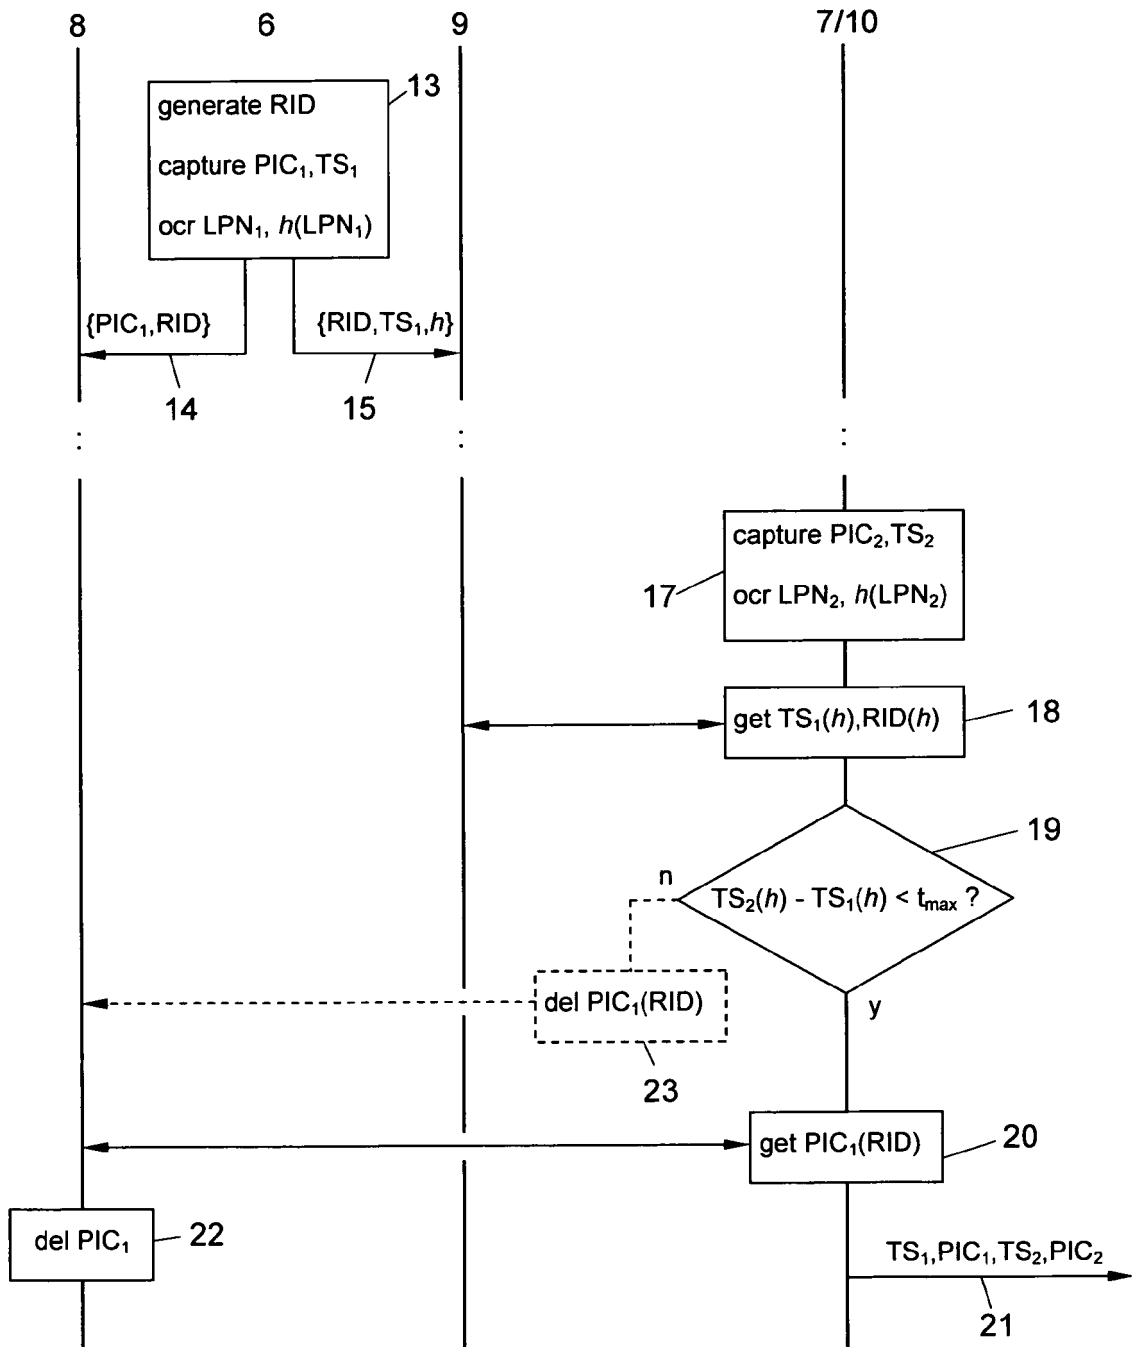 8 6 9 7/10
13
generate RID
capture PIC₁,TS₁
ocr LPN₁, h(LPN₁)
{PIC₁,RID} {RID,TS₁,h}
14 15
: : :
capture PIC₂,TS₂
ocr LPN₂, h(LPN₂)
17
get TS₁(h),RID(h)
18
19
n
TS₂(h) - TS₁(h) < tmax ?
del PIC₁(RID)
y
23
get PIC₁(RID)
20
del PIC₁
22
TS₁,PIC₁,TS₂,PIC₂
21